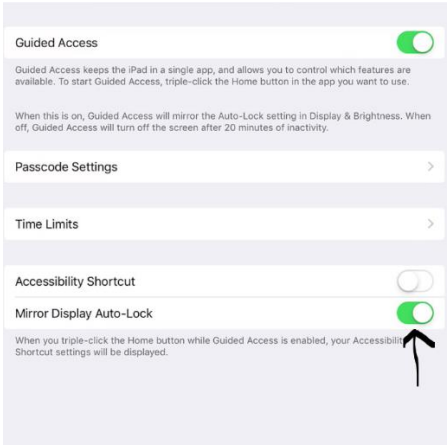 Guided Access
Guided Access keeps the iPad in a single app, and allows you to control which features are
available. To start Guided Access, triple-click the Home button in the app you want to use.
When this is on, Guided Access will mirror the Auto-Lock setting in Display & Brightness. When
off, Guided Access will turn off the screen after 20 minutes of inactivity.
Passcode Settings
Time Limits
Accessibility Shortcut
Mirror Display Auto-Lock
When you triple-click the Home button while Guided Access is enabled, your Accessibility
Shortcut settings will be displayed.